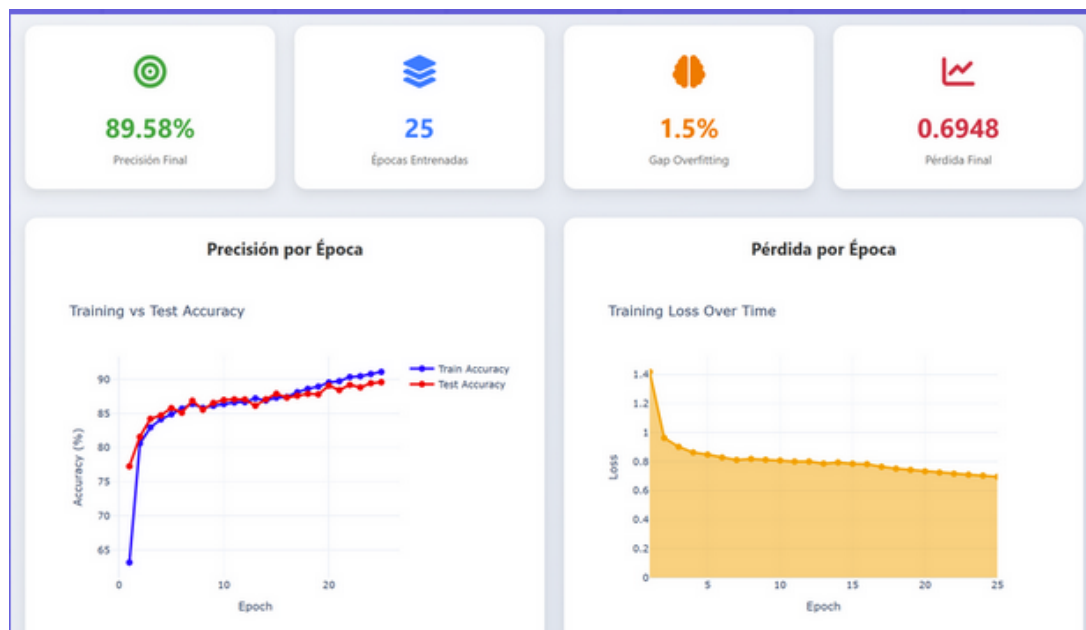 89.58%
Precisión Final
25
Épocas Entrenadas
1.5%
Gap Overfitting
0.6948
Pérdida Final
Precisión por Época
Training vs Test Accuracy
Train Accuracy
Test Accuracy
Accuracy (%)
90
85
80
75
70
65
0
10
20
Epoch
Pérdida por Época
Training Loss Over Time
Loss
1.4
1.2
1
0.8
0.6
0.4
0.2
0
5
10
15
20
25
Epoch